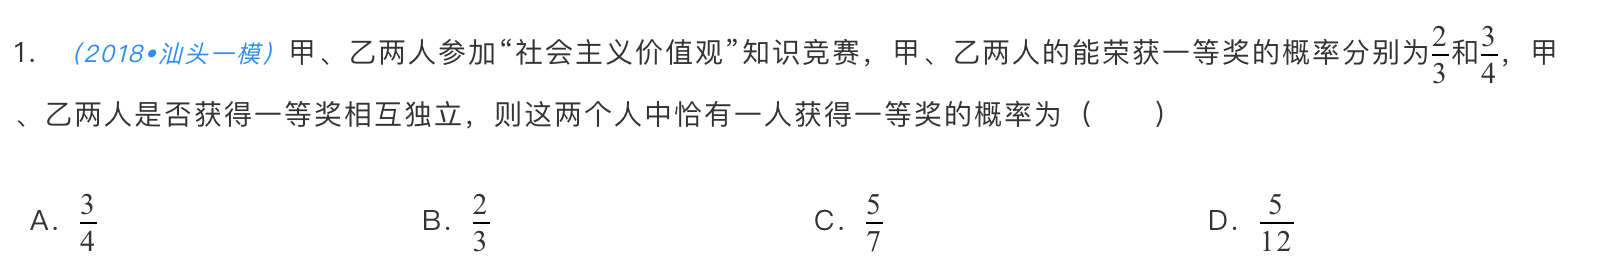 1. （2018•汕头一模）甲、乙两人参加“社会主义价值观”知识竞赛，甲、乙两人的能荣获一等奖的概率分别为2/3和3/4，甲
、乙两人是否获得一等奖相互独立，则这两个人中恰有一人获得一等奖的概率为（　　）
A. 3/4 B. 2/3 C. 5/7 D. 5/12